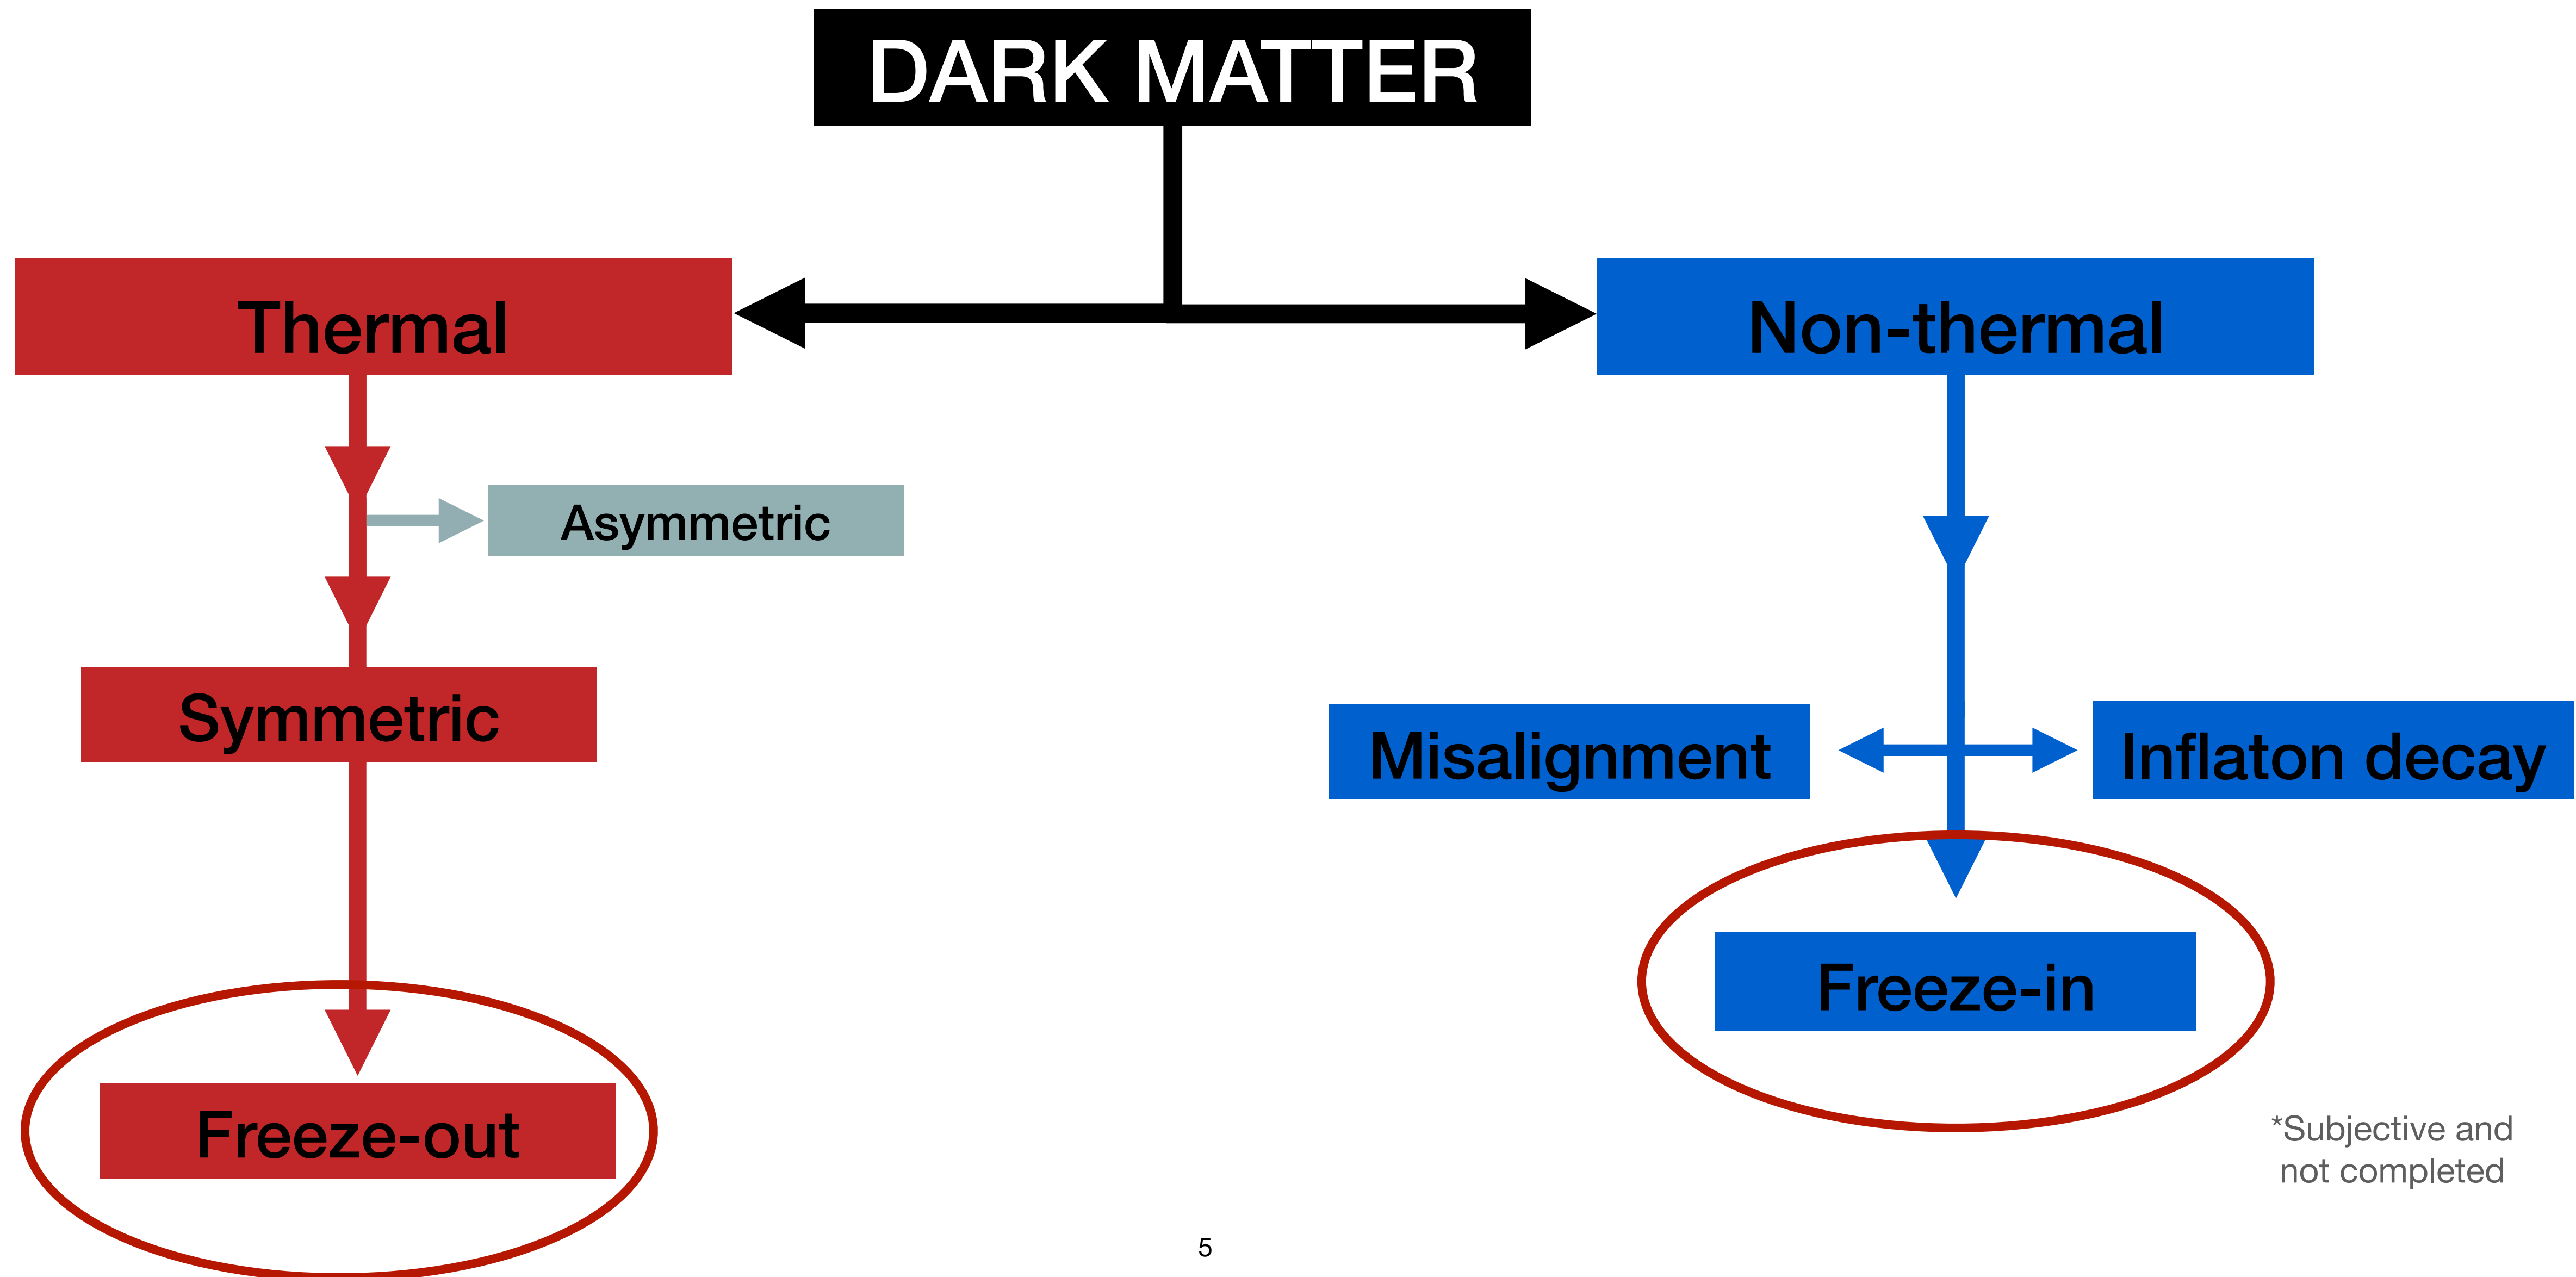 DARK MATTER
Thermal
Non-thermal
Asymmetric
Symmetric
Misalignment
Inflaton decay
Freeze-in
Freeze-out
*Subjective and
not completed
5